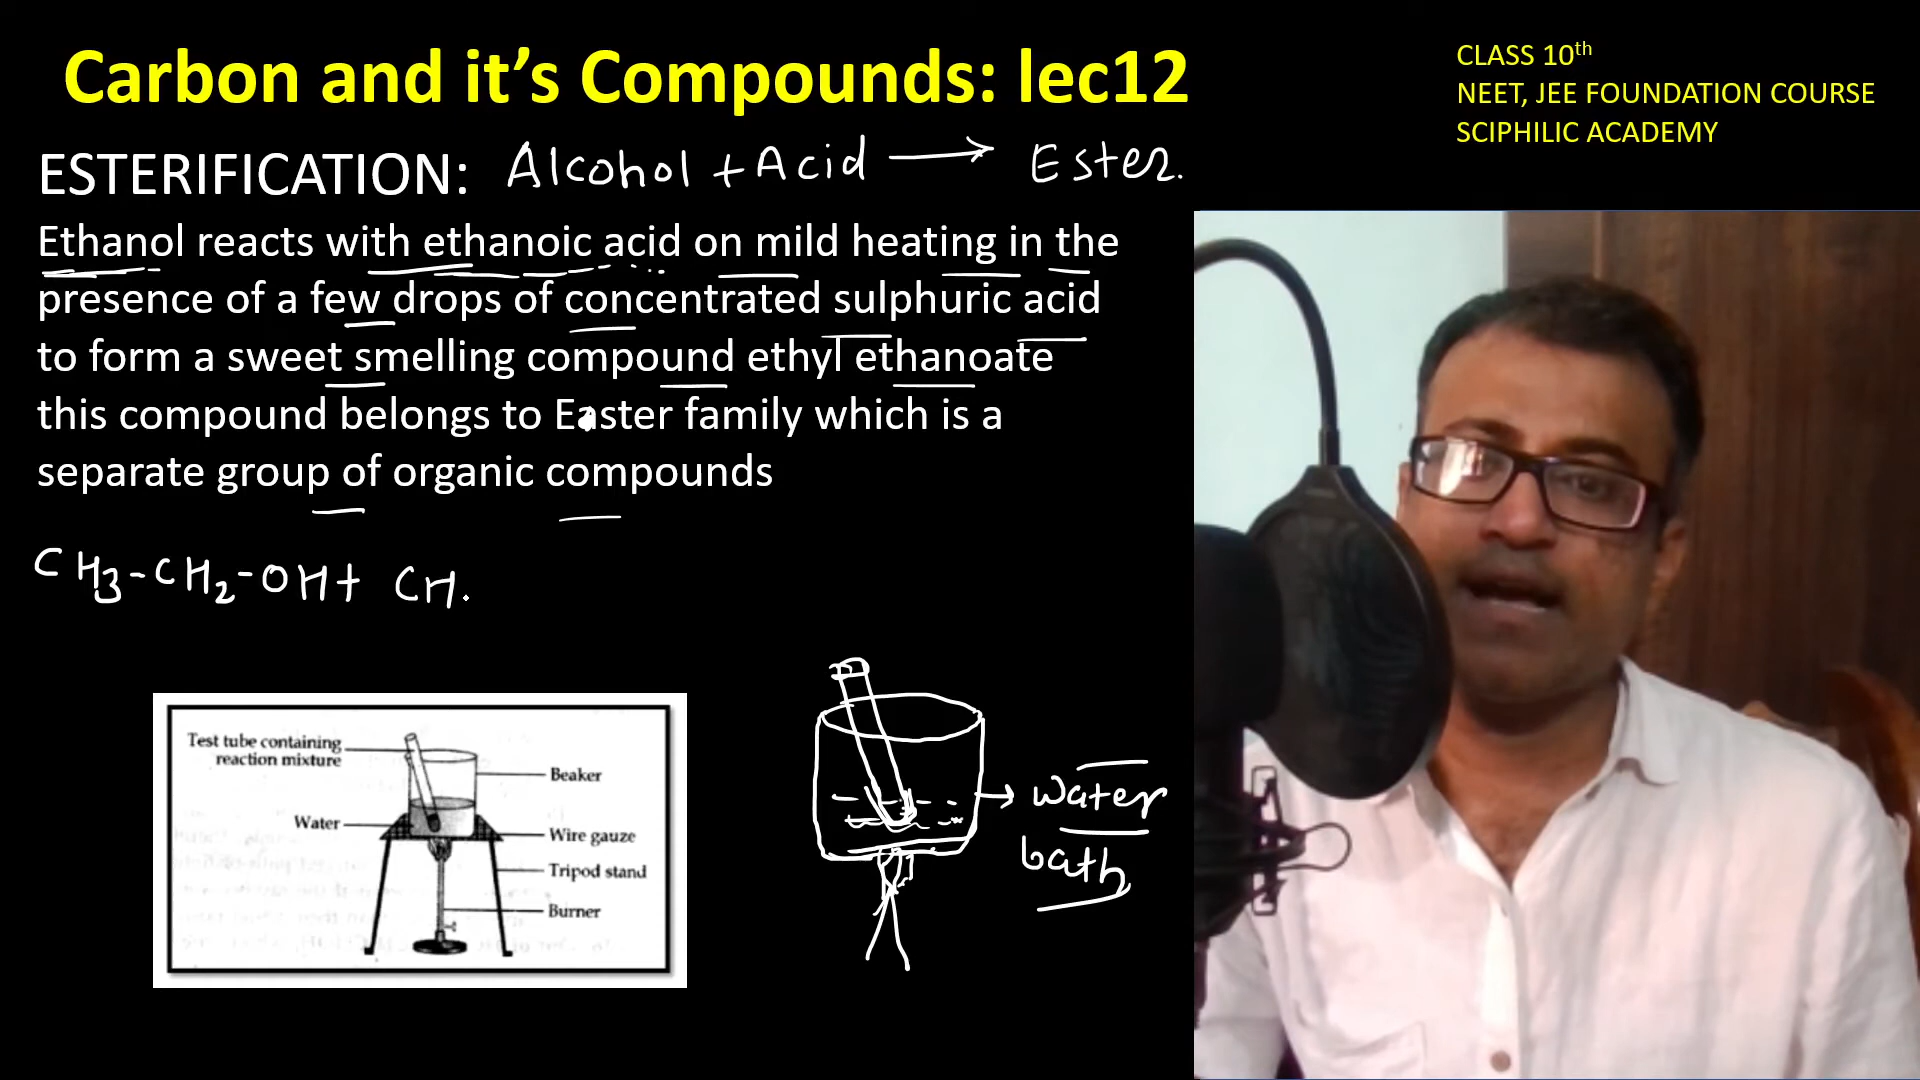 Carbon and it's Compounds: lec12
CLASS 10th
NEET, JEE FOUNDATION COURSE
SCIPHILIC ACADEMY
ESTERIFICATION: Alcohol + Acid → Ester.
Ethanol reacts with ethanoic acid on mild heating in the
presence of a few drops of concentrated sulphuric acid
to form a sweet smelling compound ethyl ethanoate
this compound belongs to Easter family which is a
separate group of organic compounds
CH3-CH2-OH+ CH.
Test tube containing
reaction mixture
Beaker
Water
Wire gauze
Tripod stand
Burner
→ water
bath